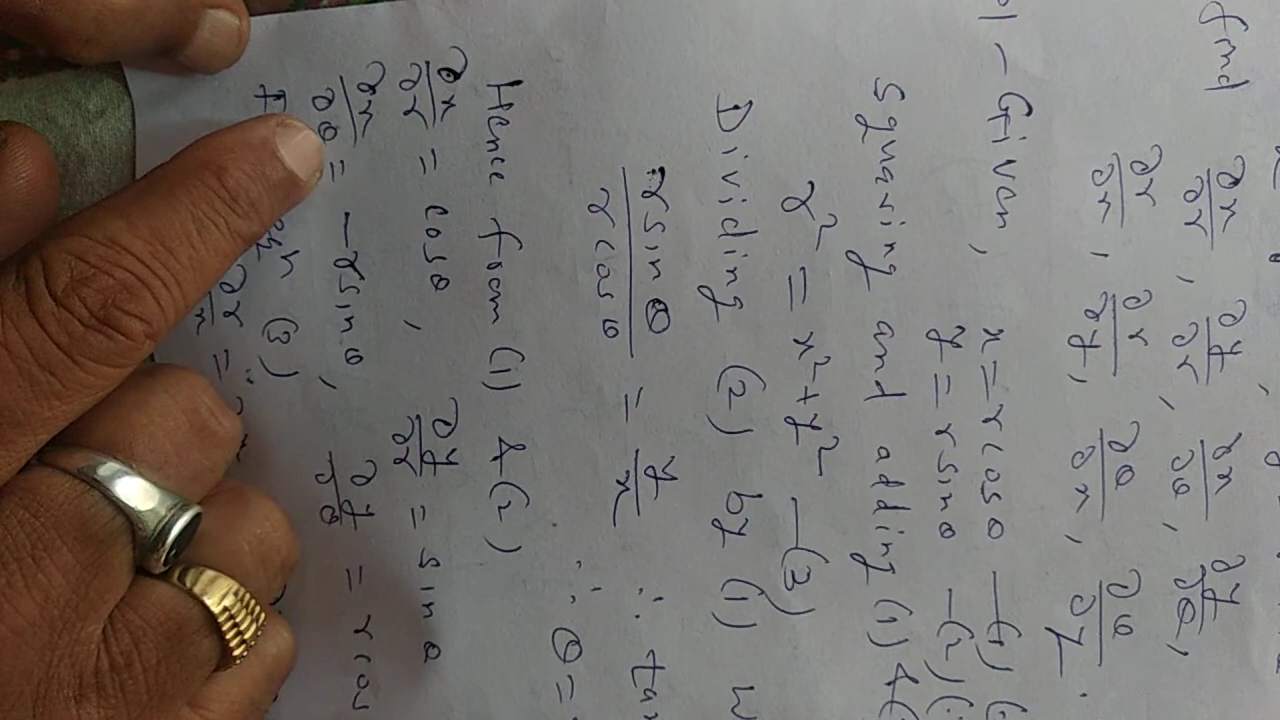 find ∂x/∂r, ∂y/∂r, ∂x/∂θ, ∂y/∂θ,
∂r/∂x, ∂r/∂y, ∂θ/∂x, ∂θ/∂y.
– Given, x = r cos θ —(1)
y = r sin θ —(2)
Squaring and adding (1) &
r² = x² + y² —(3)
Dividing (2) by (1)
r sin θ / r cos θ = y/x ∴ tan
∴ θ =
Hence from (1) & (2)
∂x/∂r = cos θ, ∂y/∂r = sin θ
∂x/∂θ = –r sin θ, ∂y/∂θ = r cos
(3)